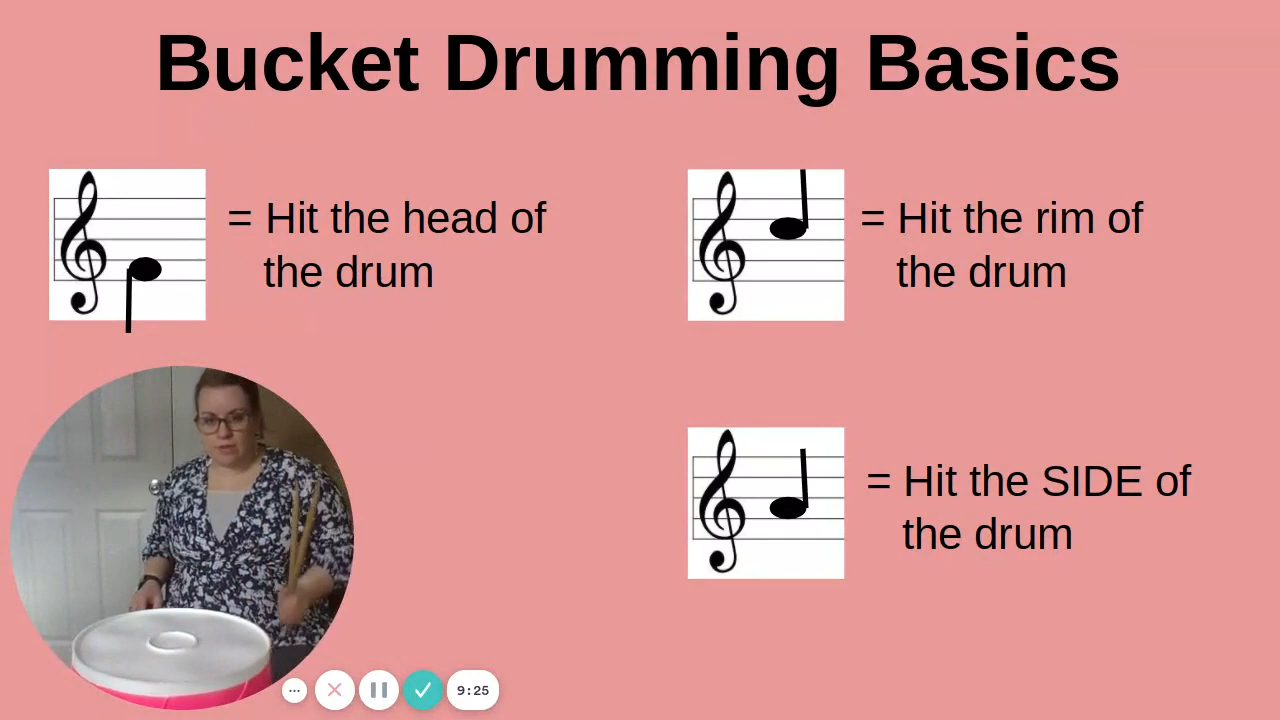 Bucket Drumming Basics
= Hit the head of
the drum
= Hit the rim of
the drum
= Hit the SIDE of
the drum
9:25